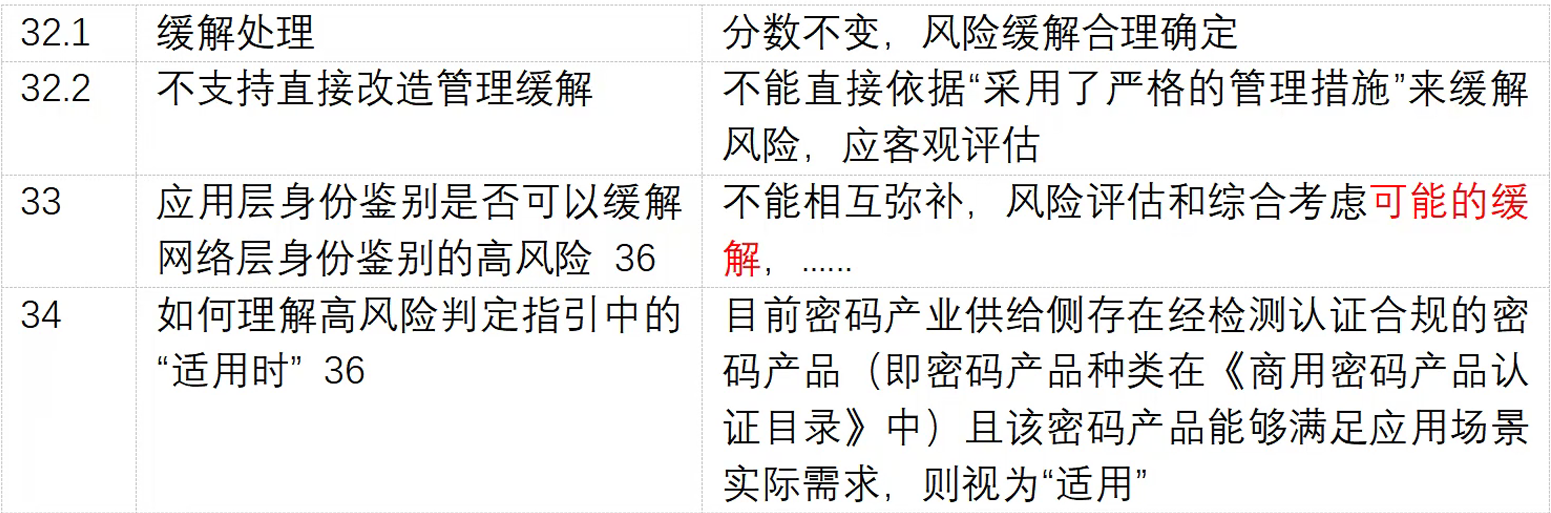 32.1 缓解处理 分数不变，风险缓解合理确定
32.2 不支持直接改造管理缓解 不能直接依据“采用了严格的管理措施”来缓解
风险，应客观评估
33 应用层身份鉴别是否可以缓解 不能相互弥补，风险评估和综合考虑可能的缓
网络层身份鉴别的高风险 36 解，......
34 如何理解高风险判定指引中的 目前密码产业供给侧存在经检测认证合规的密
“适用时” 36 码产品（即密码产品种类在《商用密码产品认
证目录》中）且该密码产品能够满足应用场景
实际需求，则视为“适用”